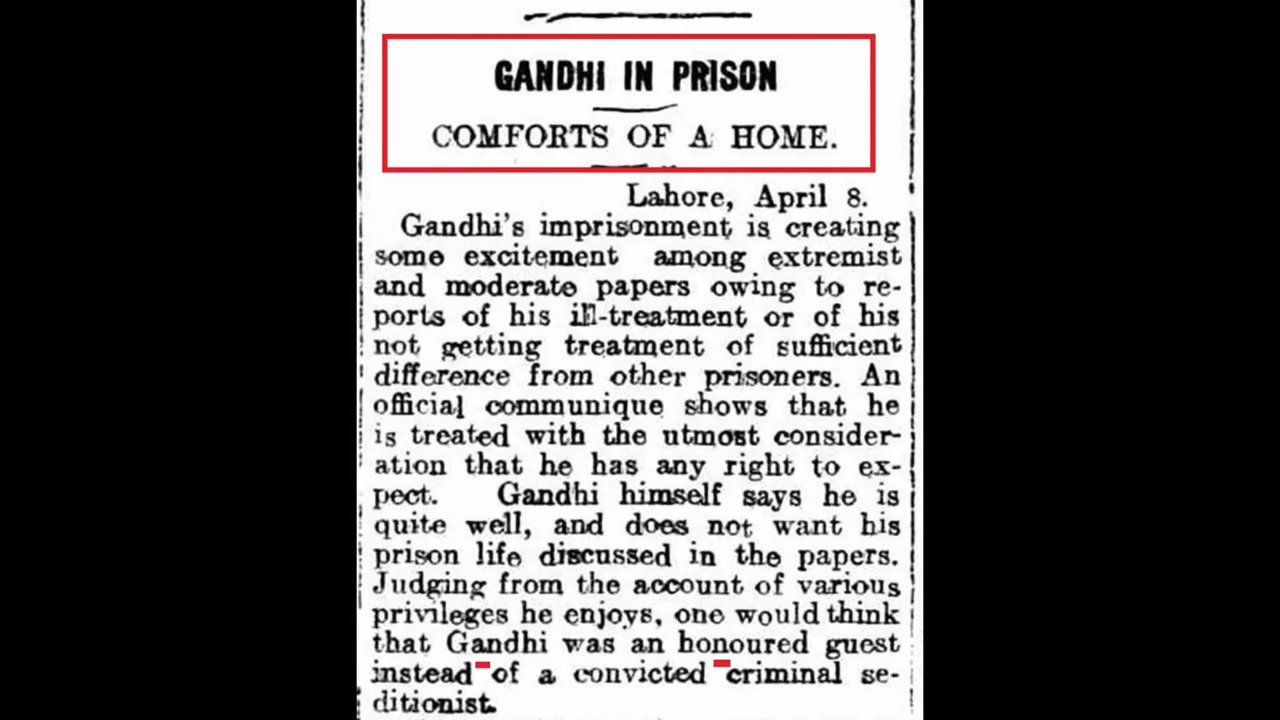 GANDHI IN PRISON
COMFORTS OF A HOME.
Lahore, April 8.
Gandhi's imprisonment is creating
some excitement among extremist
and moderate papers owing to re-
ports of his ill-treatment or of his
not getting treatment of sufficient
difference from other prisoners. An
official communique shows that he
is treated with the utmost consider-
ation that he has any right to ex-
pect. Gandhi himself says he is
quite well, and does not want his
prison life discussed in the papers.
Judging from the account of various
privileges he enjoys, one would think
that Gandhi was an honoured guest
instead of a convicted criminal se-
ditionist.